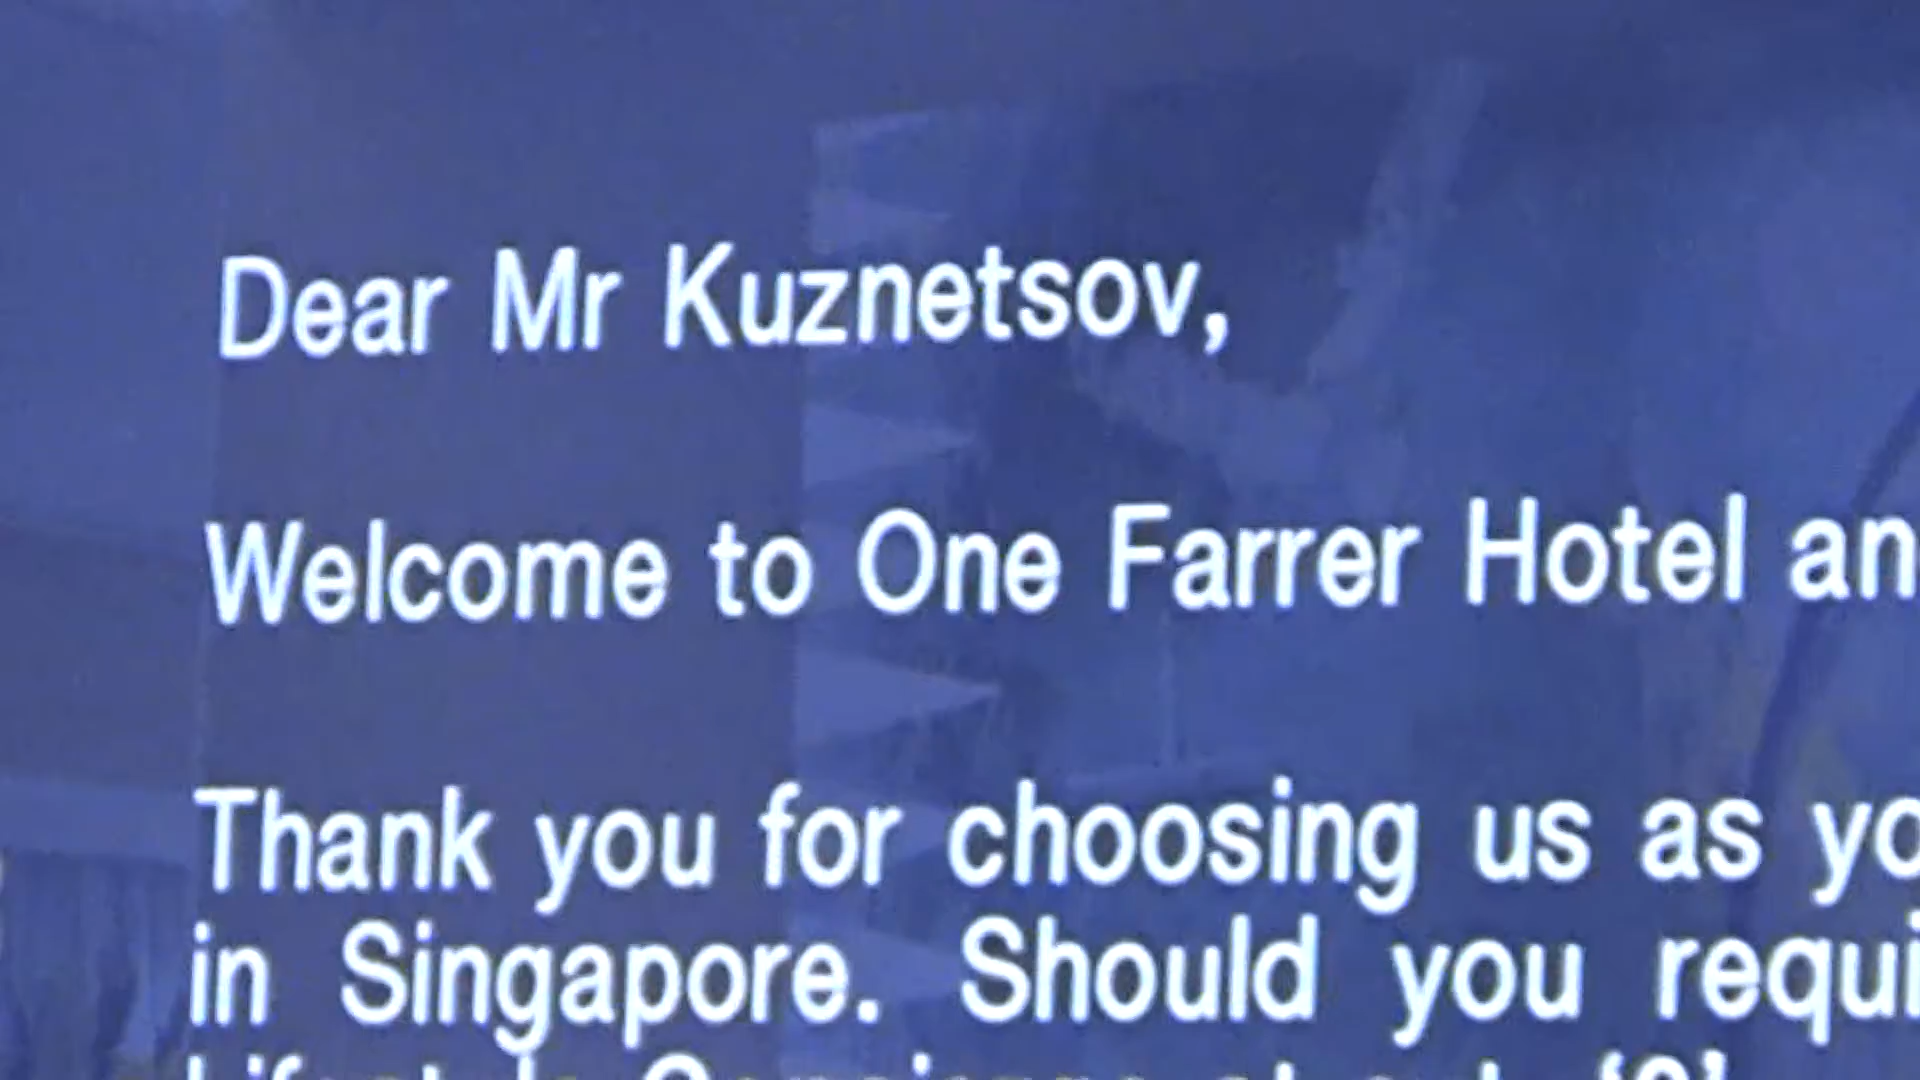 Dear Mr Kuznetsov,
Welcome to One Farrer Hotel an
Thank you for choosing us as yo
in Singapore. Should you requi